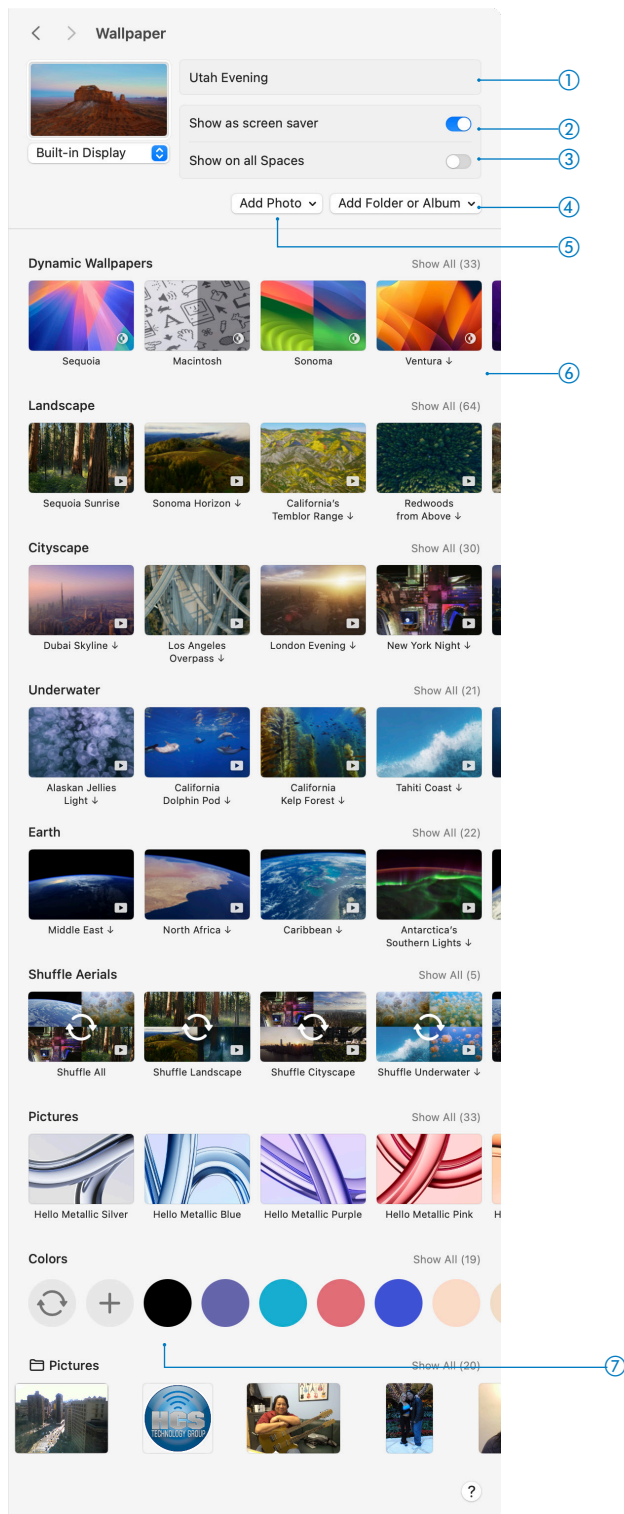 Wallpaper
Utah Evening
①
Show as screen saver
②
Built-in Display
Show on all Spaces
③
Add Photo
Add Folder or Album
④
⑤
Dynamic Wallpapers
Show All (33)
Sequoia
Macintosh
Sonoma
Ventura ↓
⑥
Landscape
Show All (64)
Sequoia Sunrise
Sonoma Horizon ↓
California's
Temblor Range ↓
Redwoods
from Above ↓
Cityscape
Show All (30)
Dubai Skyline ↓
Los Angeles
Overpass ↓
London Evening ↓
New York Night ↓
Underwater
Show All (21)
Alaskan Jellies
Light ↓
California
Dolphin Pod ↓
California
Kelp Forest ↓
Tahiti Coast ↓
Earth
Show All (22)
Middle East ↓
North Africa ↓
Caribbean ↓
Antarctica's
Southern Lights ↓
Shuffle Aerials
Show All (5)
Shuffle All
Shuffle Landscape
Shuffle Cityscape
Shuffle Underwater ↓
Pictures
Show All (33)
Hello Metallic Silver
Hello Metallic Blue
Hello Metallic Purple
Hello Metallic Pink
H
Colors
Show All (19)
Pictures
Show All (20)
⑦
HCS
TECHNOLOGY GROUP
?